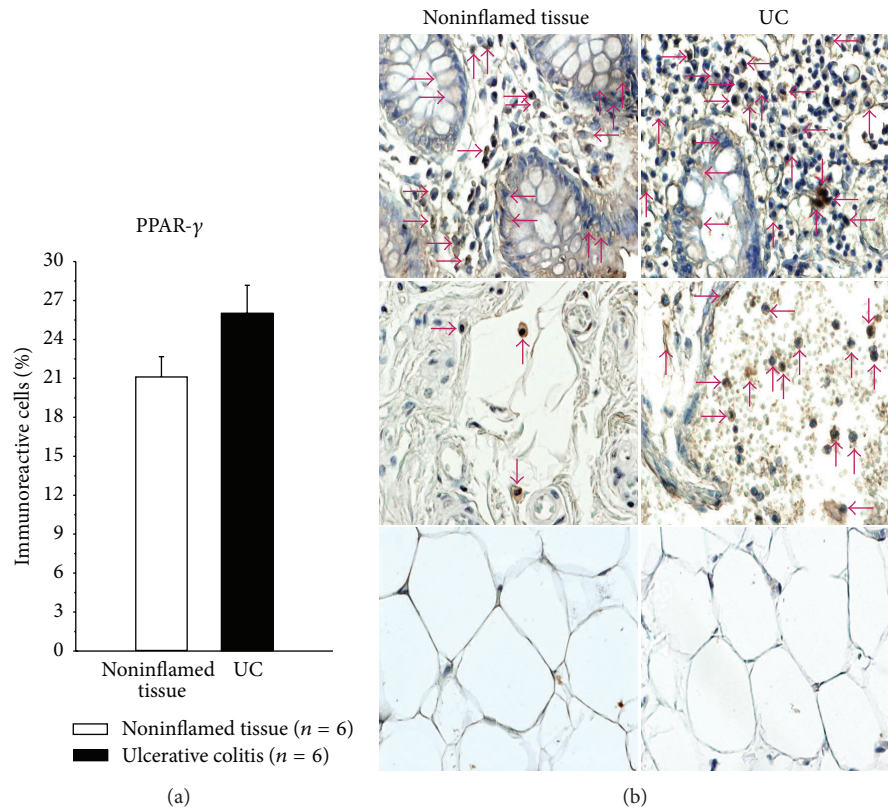 PPAR-γ
Immunoreactive cells (%)
30
27
24
21
18
15
12
9
6
3
0
Noninflamed
tissue
UC
Noninflamed tissue (n = 6)
Ulcerative colitis (n = 6)
(a)
Noninflamed tissue
UC
(b)